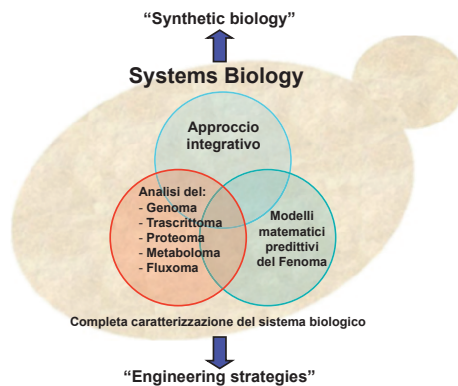 “Synthetic biology”
Systems Biology
Approccio
integrativo
Analisi del:
- Genoma
- Trascrittoma
- Proteoma
- Metaboloma
- Fluxoma
Modelli
matematici
predittivi
del Fenoma
Completa caratterizzazione del sistema biologico
“Engineering strategies”